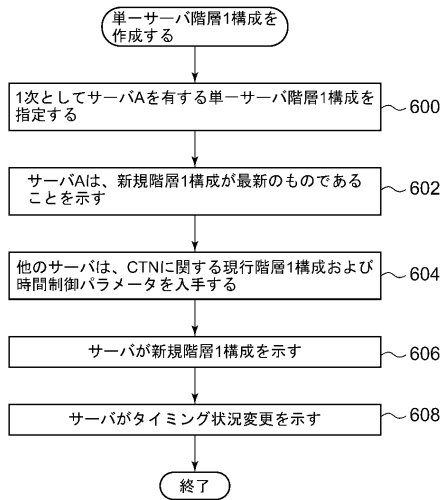 単一サーバ階層1構成を
作成する
1次としてサーバAを有する単一サーバ階層1構成を
指定する
600
サーバAは、新規階層1構成が最新のものである
ことを示す
602
他のサーバは、CTNに関する現行階層1構成および
時間制御パラメータを入手する
604
サーバが新規階層1構成を示す
606
サーバがタイミング状況変更を示す
608
終了